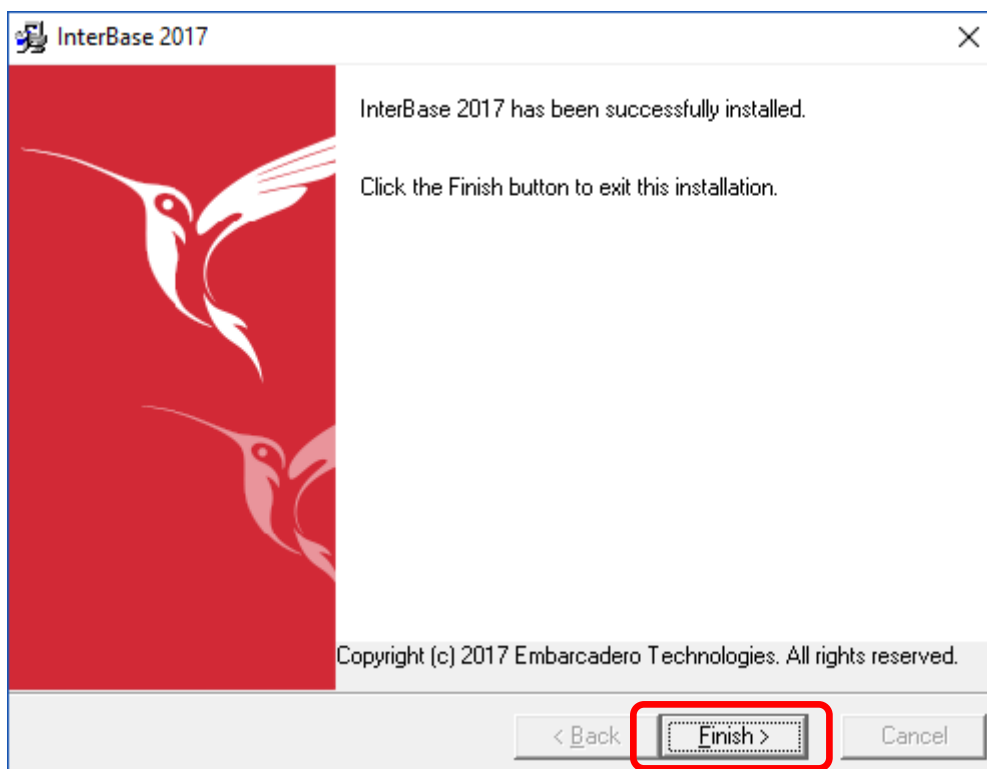 InterBase 2017
InterBase 2017 has been successfully installed.
Click the Finish button to exit this installation.
Copyright (c) 2017 Embarcadero Technologies. All rights reserved.
< Back
Finish >
Cancel